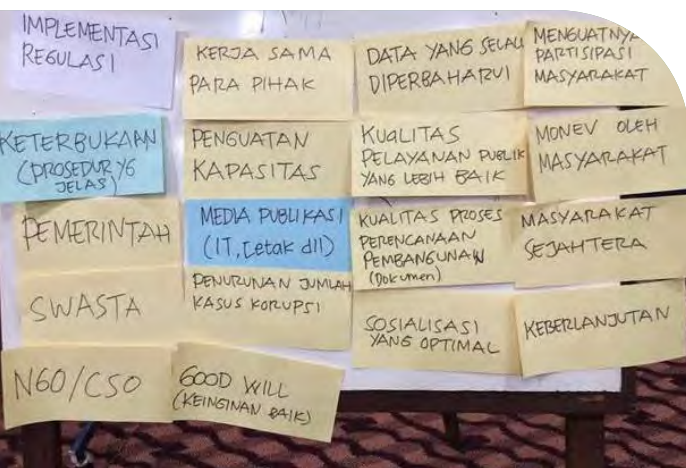 IMPLEMENTASI
REGULASI
KETERBUKAAN
(PROSEDUR YG
JELAS)
PEMERINTAH
SWASTA
NGO/CSO
KERJA SAMA
PARA PIHAK
PENGUATAN
KAPASITAS
MEDIA PUBLIKASI
(IT, Cetak dll)
PENURUNAN JUMLAH
KASUS KORUPSI
GOOD WILL
(KEINGINAN BAIK)
DATA YANG SELALU
DIPERBAHARUI
KUALITAS
PELAYANAN PUBLIK
YANG LEBIH BAIK
KUALITAS PROSES
PERENCANAAN
PEMBANGUNAN
(Dokumen)
SOSIALISASI
YANG OPTIMAL
MENGUATNYA
PARTISIPASI
MASYARAKAT
MONEV OLEH
MASYARAKAT
MASYARAKAT
SEJAHTERA
KEBERLANJUTAN